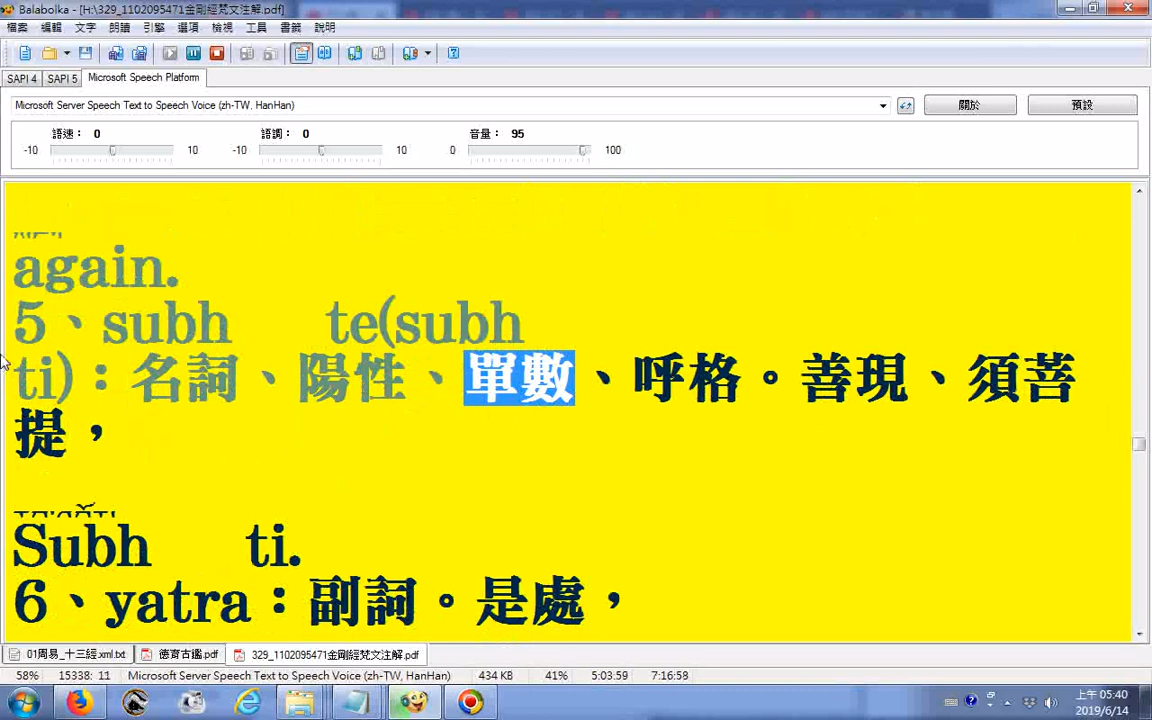 Balabolka - [H:\329_1102095471金剛經梵文注解.pdf]
檔案 編輯 文字 朗讀 引擎 選項 檢視 工具 書籤 說明
SAPI 4 SAPI 5 Microsoft Speech Platform
Microsoft Server Speech Text to Speech Voice (zh-TW, HanHan) 關於 預設
語速： 0 語調： 0 音量： 95
-10 10 -10 10 0 100
again.
5、subh te(subh
ti)：名詞、陽性、單數、呼格。善現、須菩
提，
Subh ti.
6、yatra：副詞。是處，
01周易_十三經.xml.txt 德育古鑑.pdf 329_1102095471金剛經梵文注解.pdf
58% 15338: 11 Microsoft Server Speech Text to Speech Voice (zh-TW, HanHan) 434 KB 41% 5:03:59 7:16:58
上午 05:40
2019/6/14